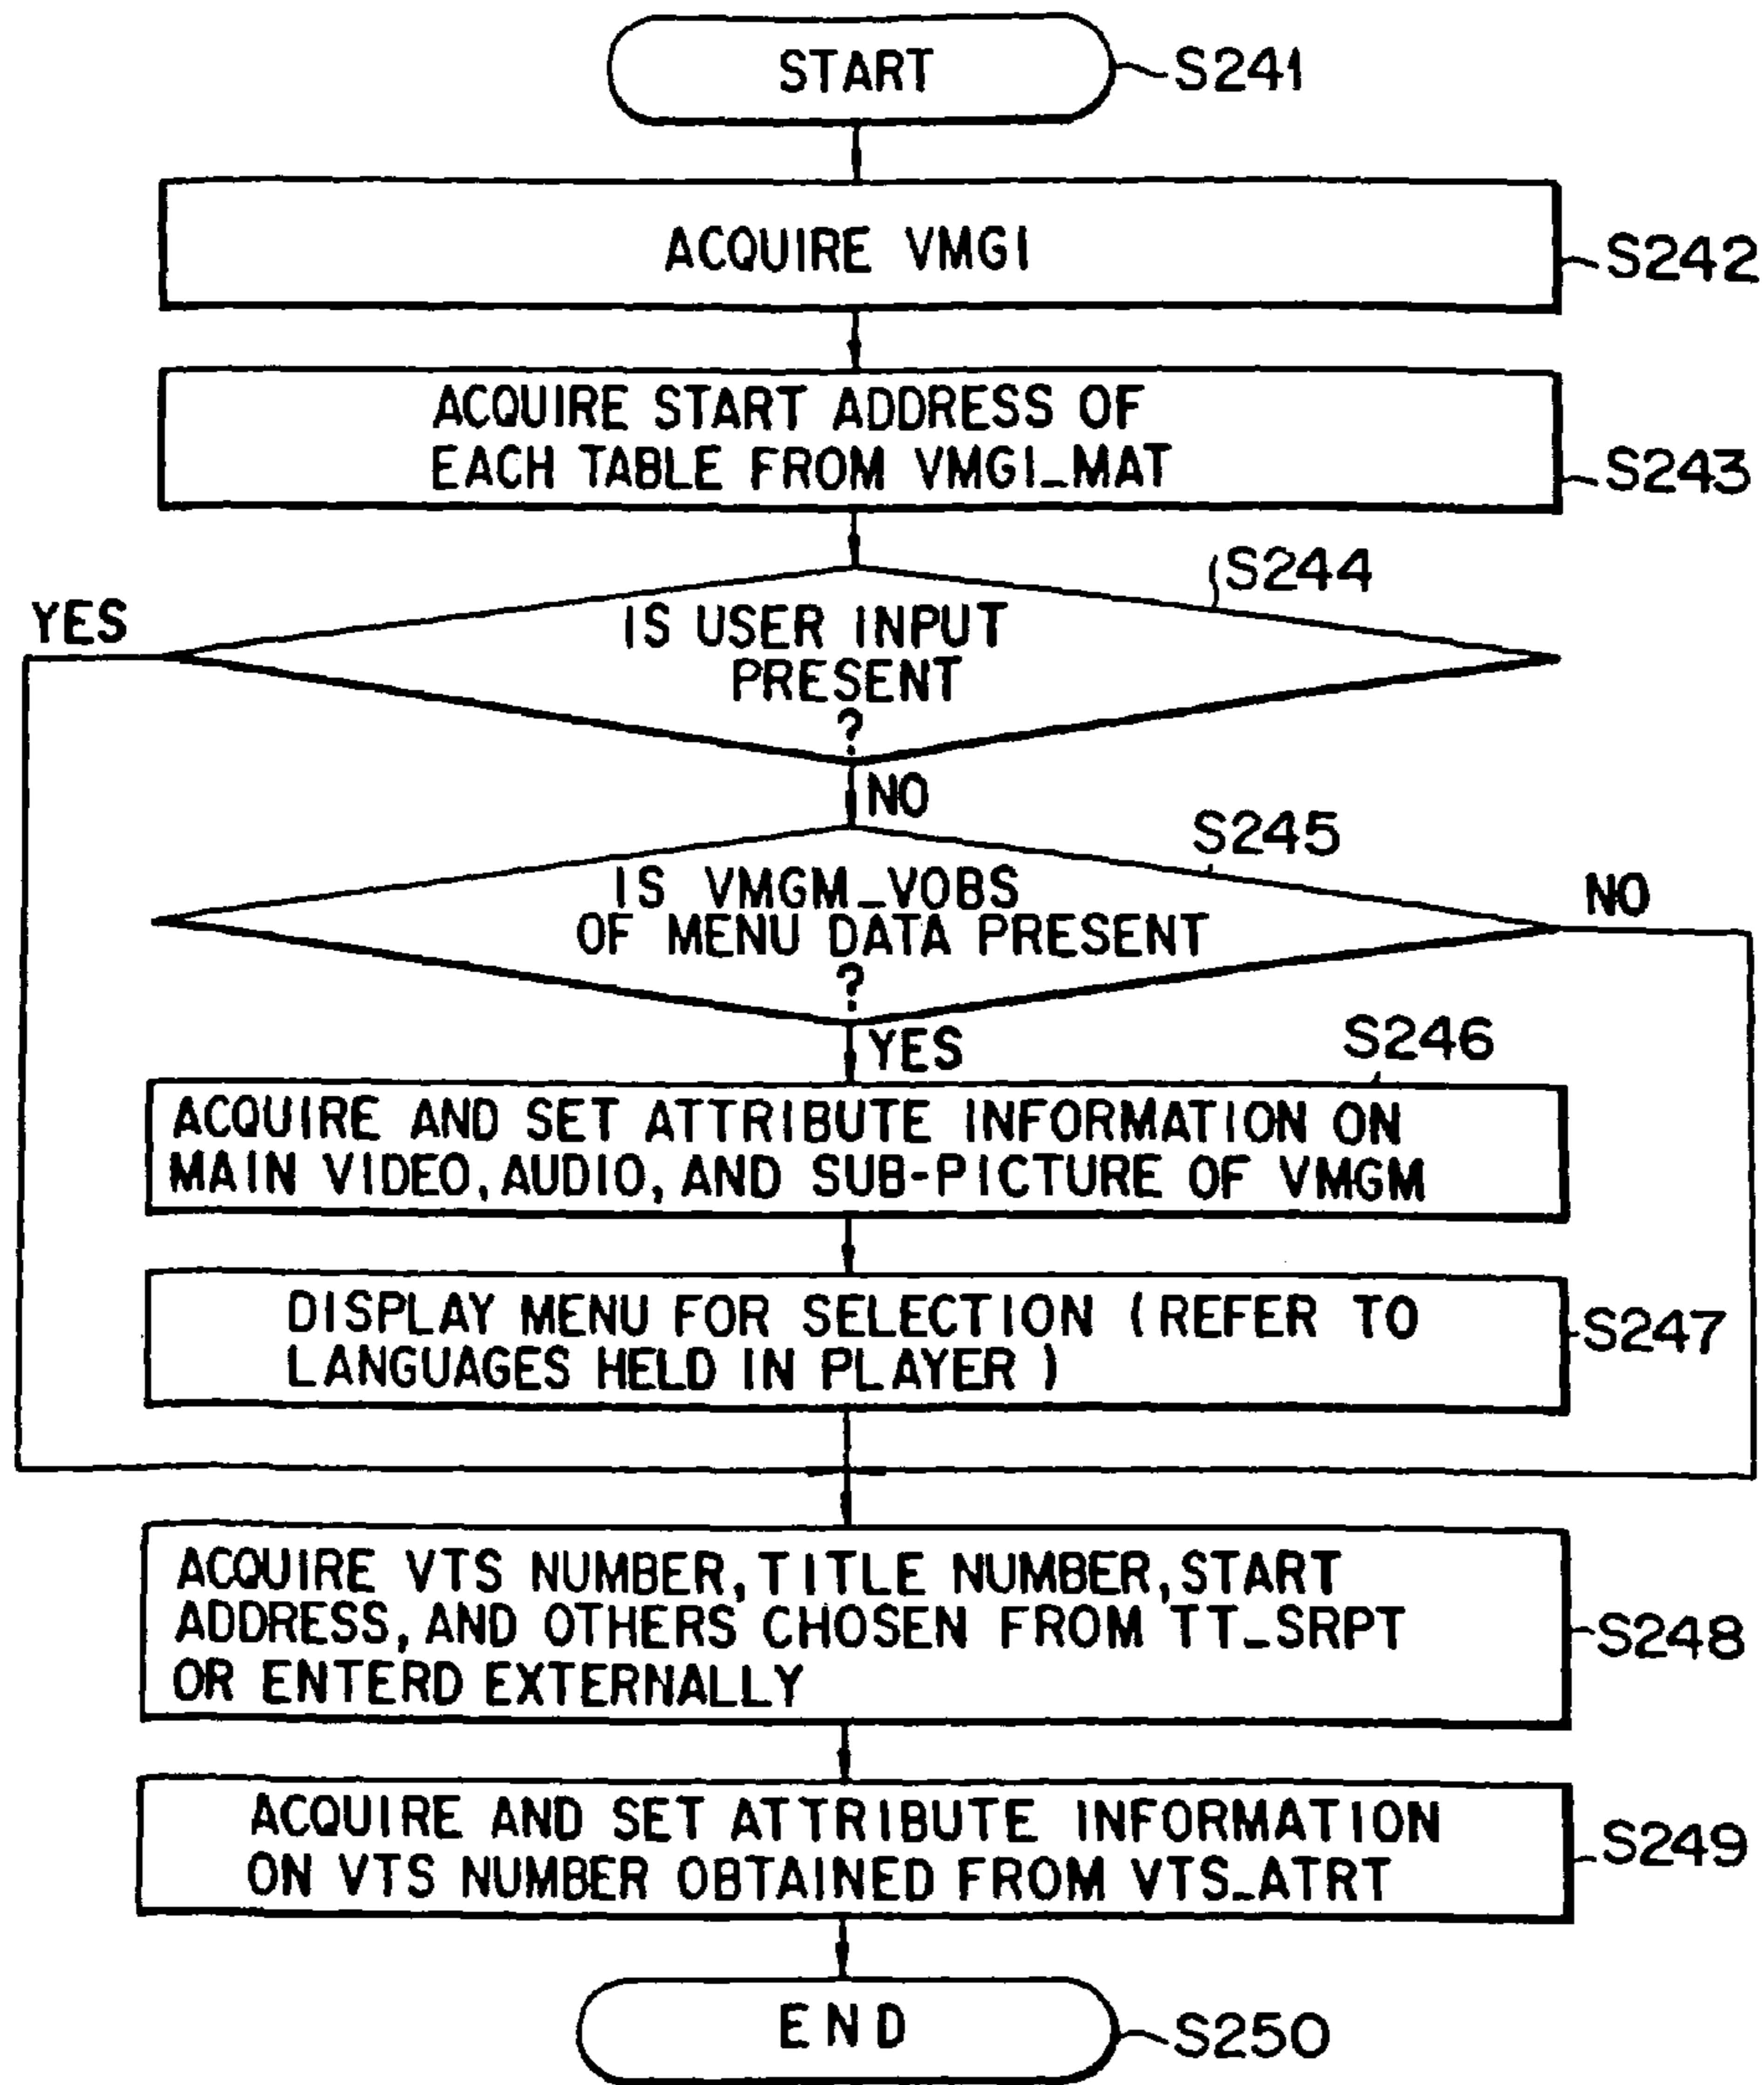 START
S241
ACQUIRE VMGI
S242
ACQUIRE START ADDRESS OF
EACH TABLE FROM VMGI_MAT
S243
S244
YES
IS USER INPUT
PRESENT
?
NO
S245
IS VMGM_VOBS
OF MENU DATA PRESENT
?
NO
YES
S246
ACQUIRE AND SET ATTRIBUTE INFORMATION ON
MAIN VIDEO, AUDIO, AND SUB-PICTURE OF VMGM
DISPLAY MENU FOR SELECTION (REFER TO
LANGUAGES HELD IN PLAYER)
S247
ACQUIRE VTS NUMBER, TITLE NUMBER, START
ADDRESS, AND OTHERS CHOSEN FROM TT_SRPT
OR ENTERD EXTERNALLY
S248
ACQUIRE AND SET ATTRIBUTE INFORMATION
ON VTS NUMBER OBTAINED FROM VTS_ATRT
S249
END
S250